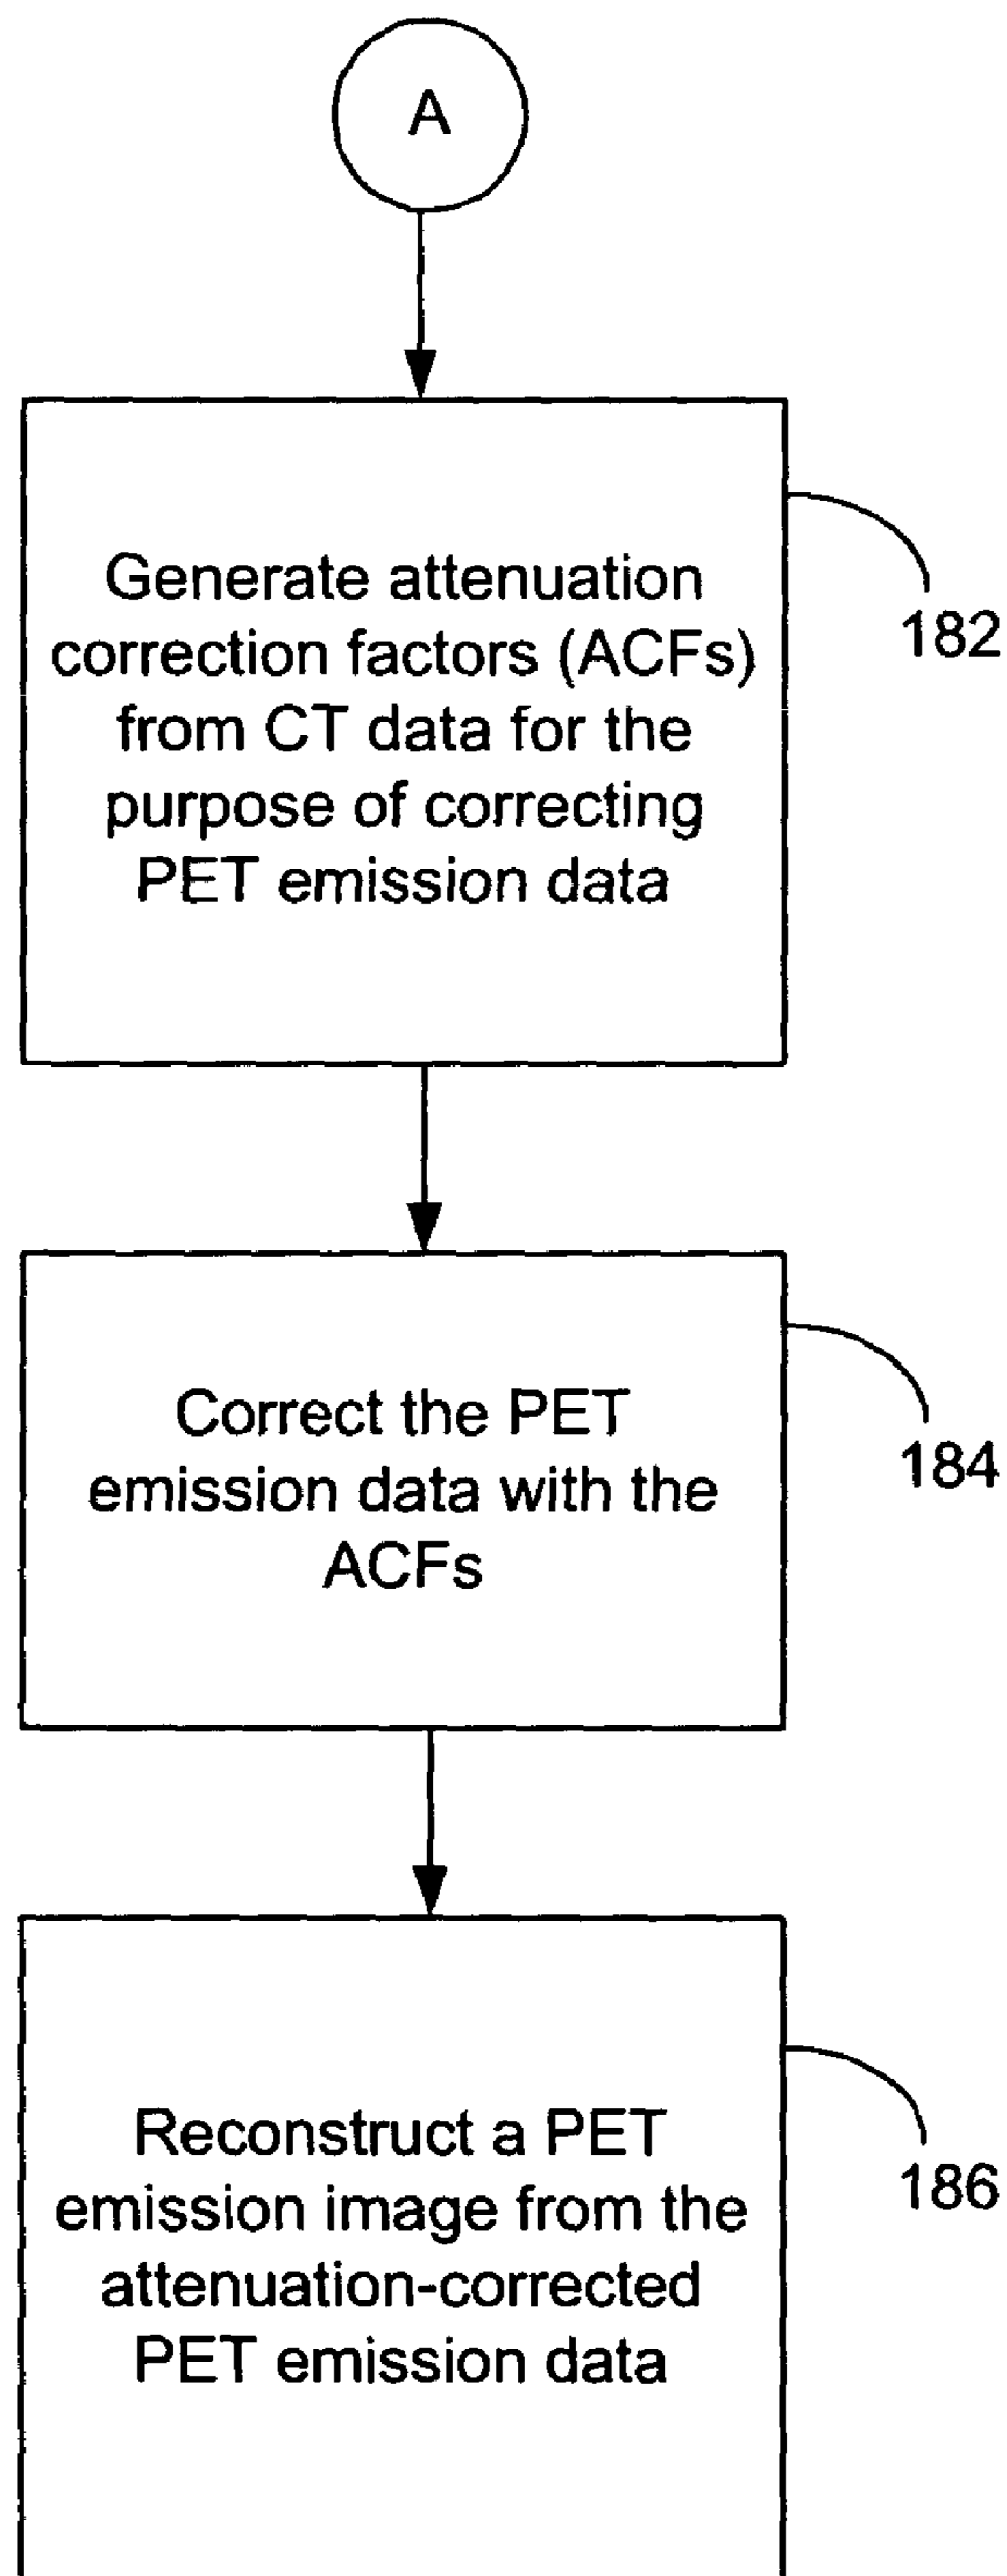 A
Generate attenuation
correction factors (ACFs)
from CT data for the
purpose of correcting
PET emission data
182
Correct the PET
emission data with the
ACFs
184
Reconstruct a PET
emission image from the
attenuation-corrected
PET emission data
186